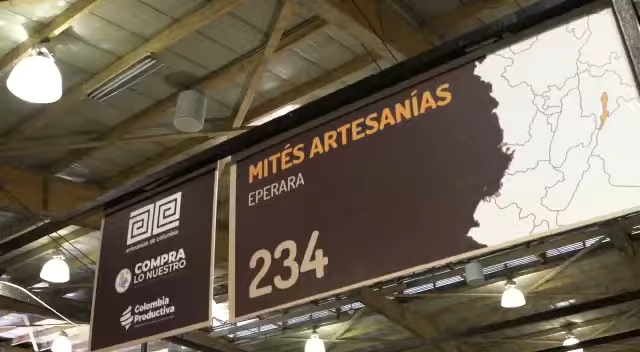 artesanías de colombia
COMPRA
LO NUESTRO
Colombia
Productiva
MITÉS ARTESANÍAS
EPERARA
234